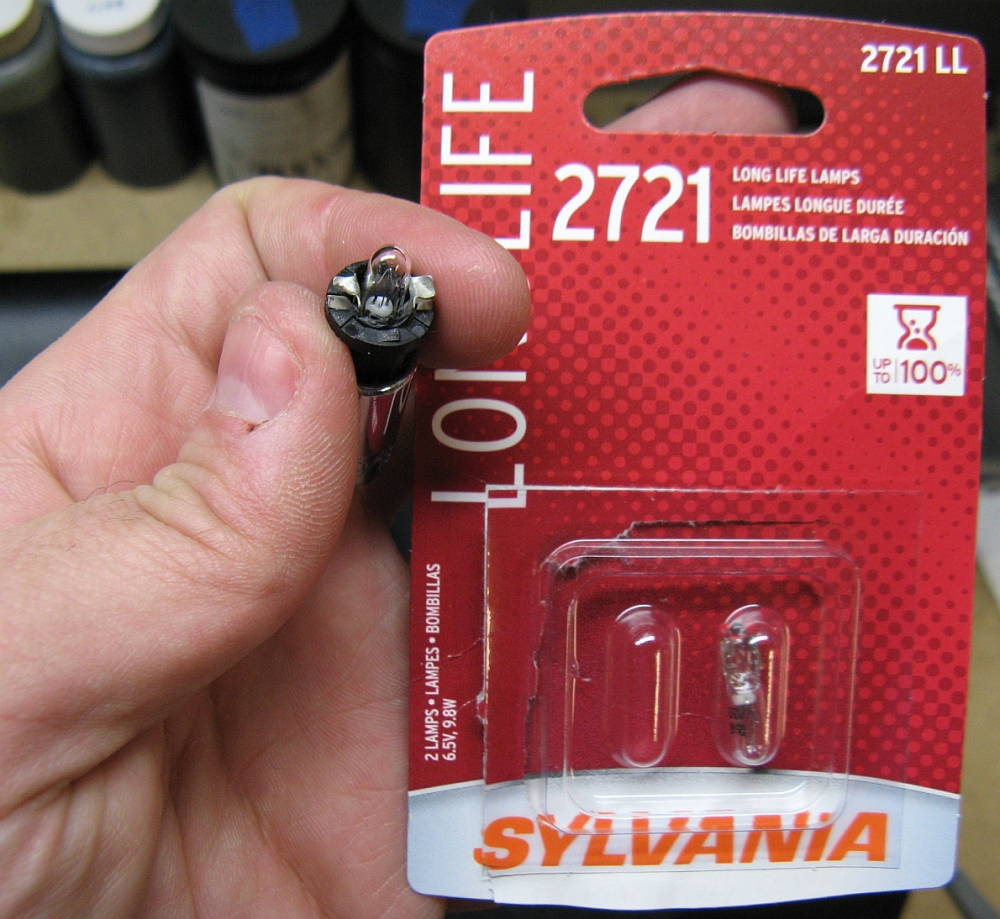 2721 LL
LONG LIFE
2721
LONG LIFE LAMPS
LAMPES LONGUE DURÉE
BOMBILLAS DE LARGA DURACIÓN
UP TO 100%
2 LAMPS • LAMPES • BOMBILLAS
6.5V, 9.8W
SYLVANIA